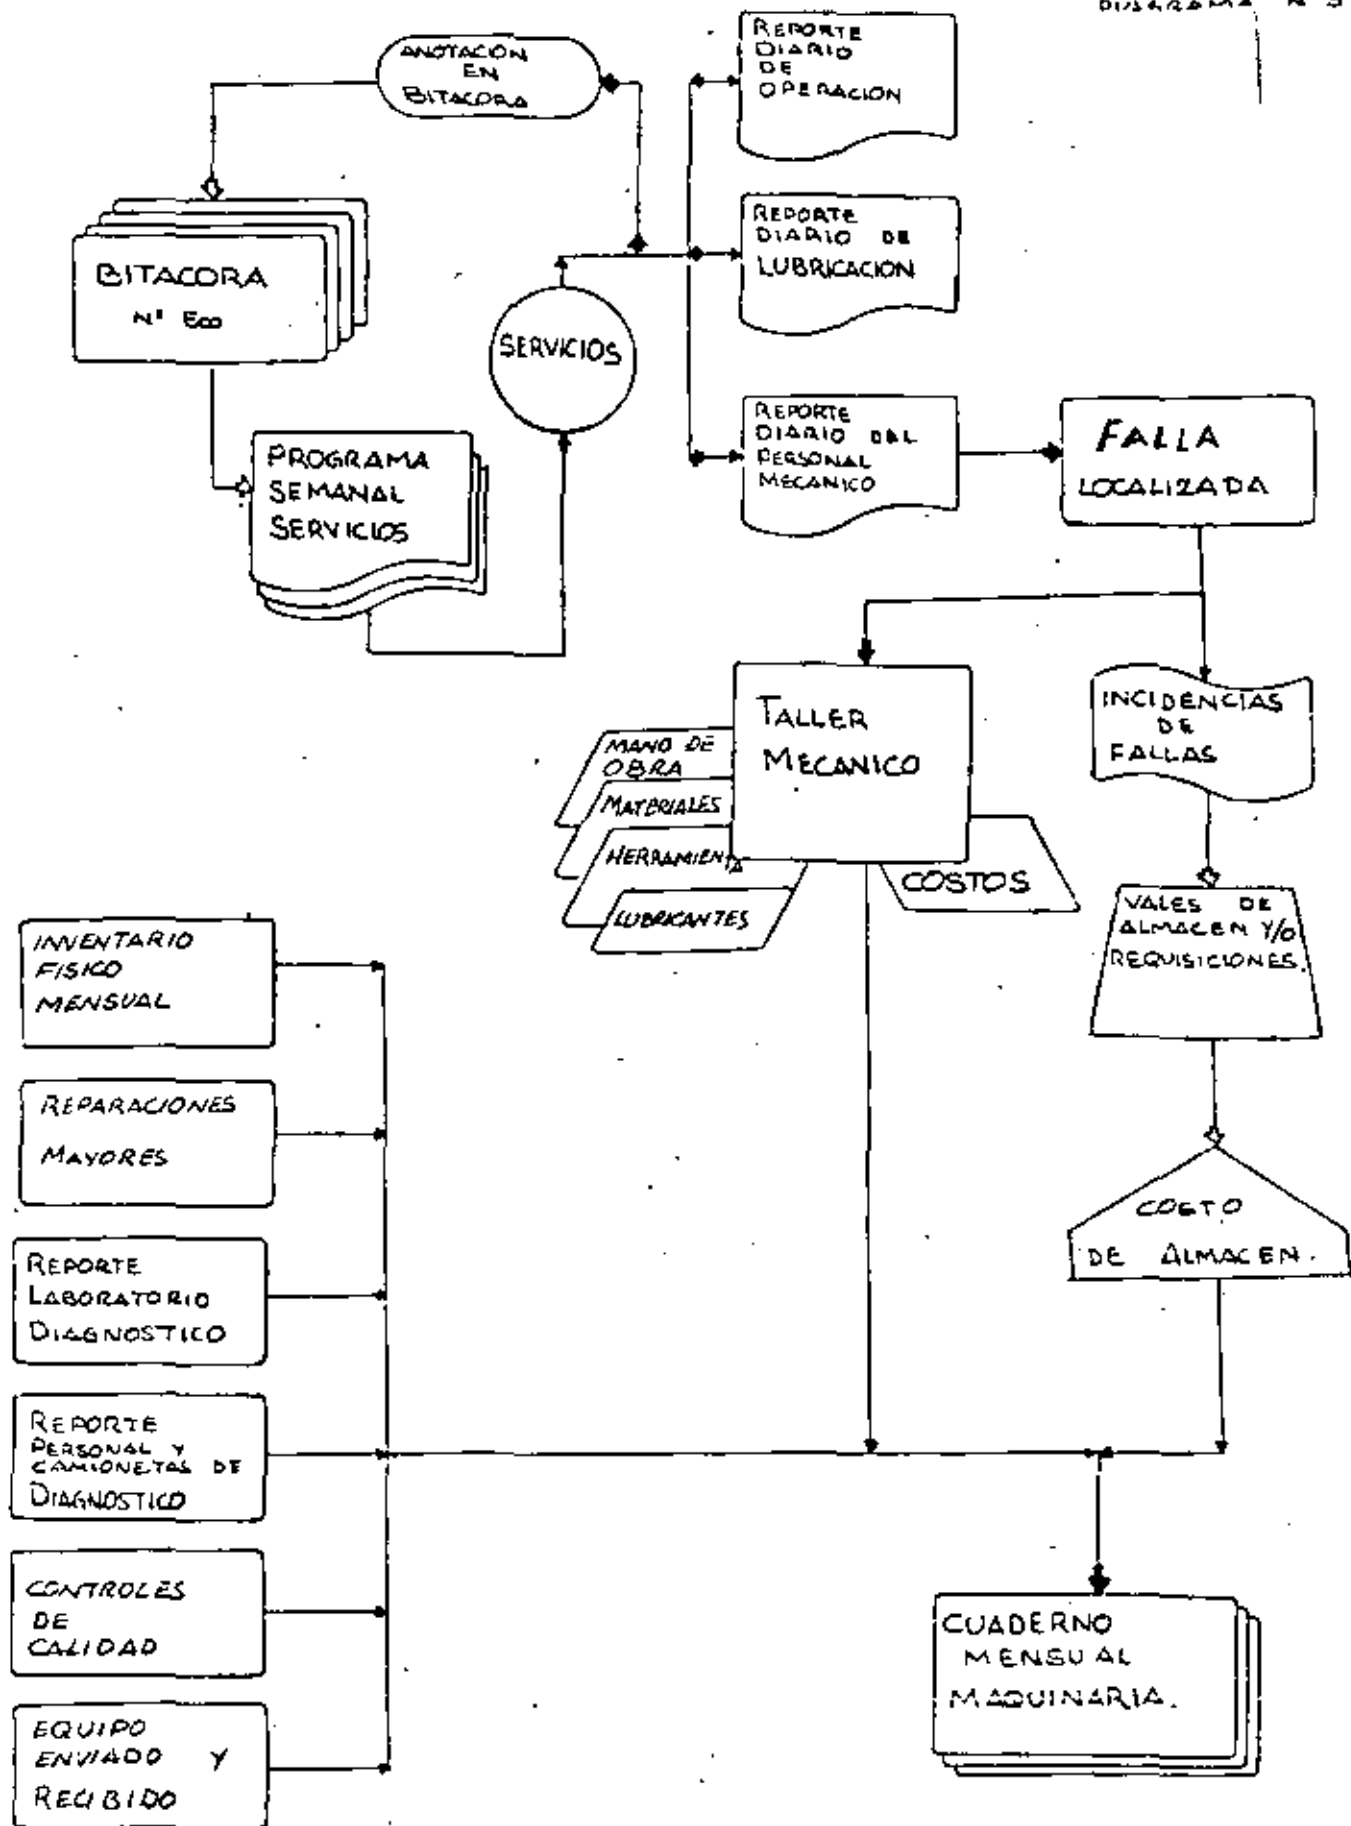 DIAGRAMA Nº
ANOTACION
EN
BITACORA
REPORTE
DIARIO
DE
OPERACION
BITACORA
Nº Eco
REPORTE
DIARIO DE
LUBRICACION
SERVICIOS
REPORTE
DIARIO DEL
PERSONAL
MECANICO
FALLA
LOCALIZADA
PROGRAMA
SEMANAL
SERVICIOS
TALLER
MECANICO
INCIDENCIAS
DE
FALLAS
MANO DE
OBRA
MATERIALES
HERRAMIENTA
LUBRICANTES
COSTOS
VALES DE
ALMACEN Y/O
REQUISICIONES.
INVENTARIO
FISICO
MENSUAL
REPARACIONES
MAYORES
COSTO
DE ALMACEN.
REPORTE
LABORATORIO
DIAGNOSTICO
REPORTE
PERSONAL Y
CAMIONETAS DE
DIAGNOSTICO
CONTROLES
DE
CALIDAD
CUADERNO
MENSUAL
MAQUINARIA.
EQUIPO
ENVIADO Y
RECIBIDO